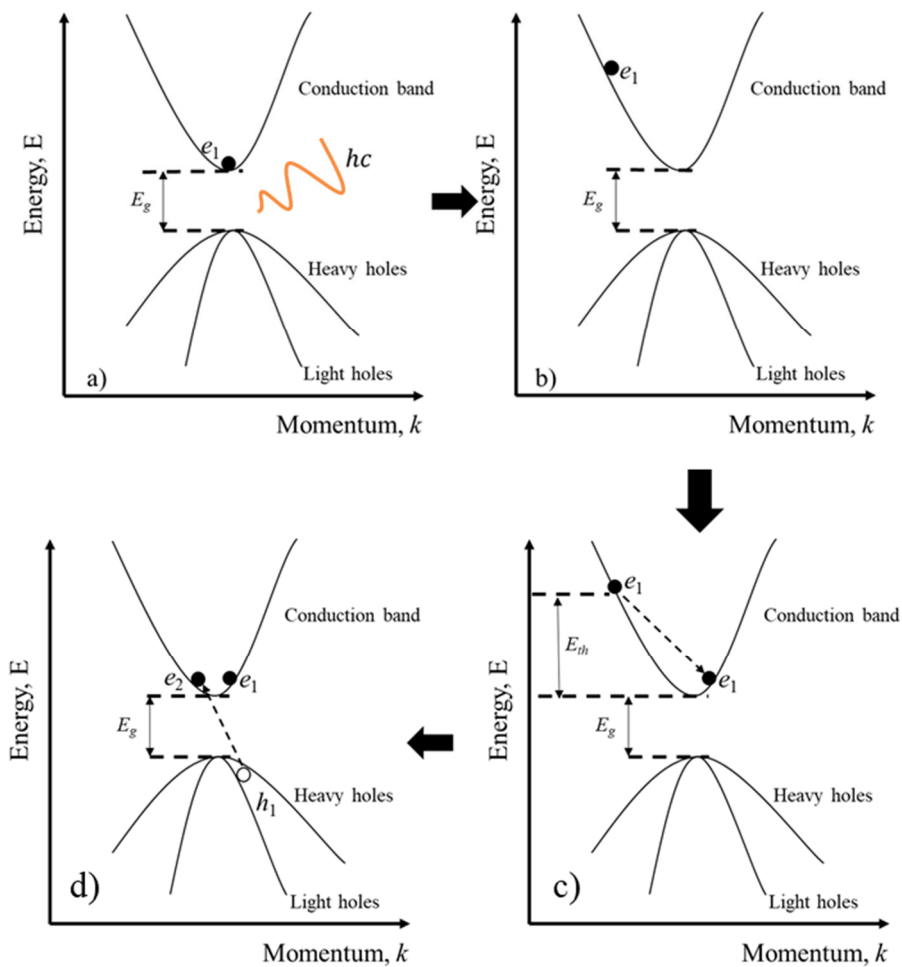 Conduction band
e1
hc
Eg
Energy, E
Heavy holes
Light holes
a)
Momentum, k
e1
Conduction band
Eg
Energy, E
Heavy holes
Light holes
b)
Momentum, k
Conduction band
e2
e1
Eg
Energy, E
h1
Heavy holes
d)
Light holes
Momentum, k
e1
Conduction band
Eth
e1
Eg
Energy, E
Heavy holes
c)
Light holes
Momentum, k